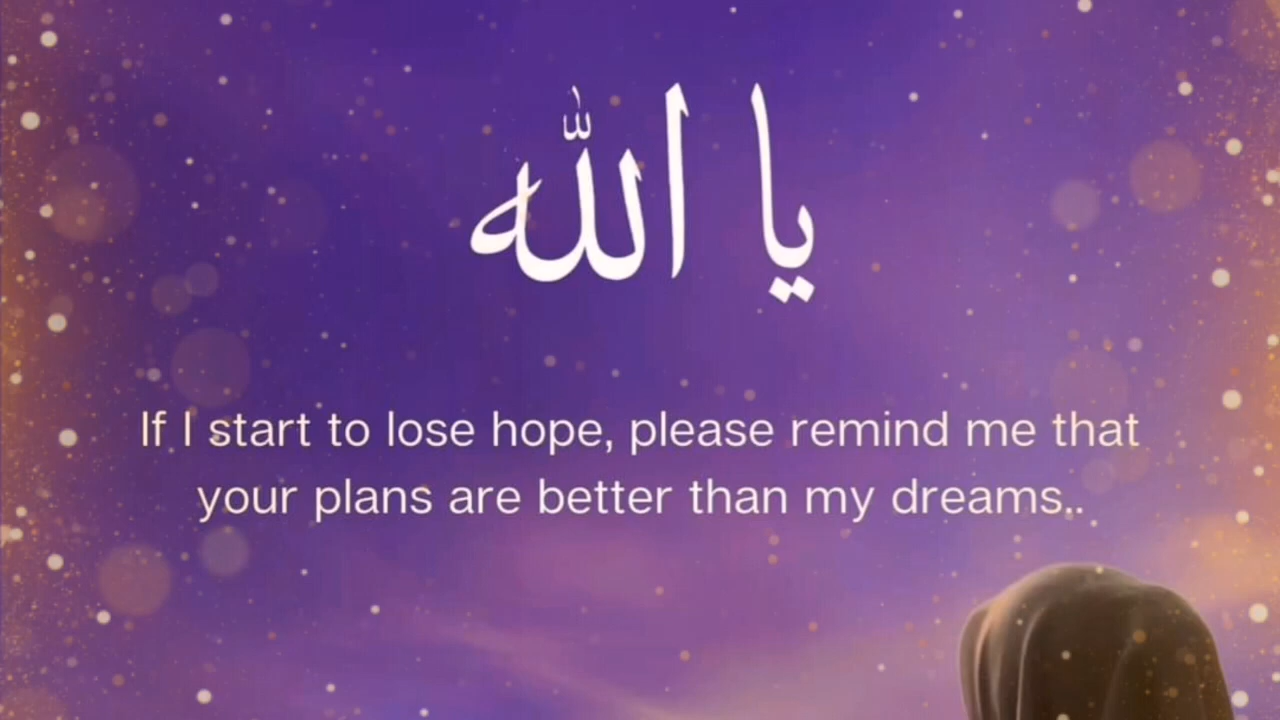 يا الله
If I start to lose hope, please remind me that
your plans are better than my dreams..